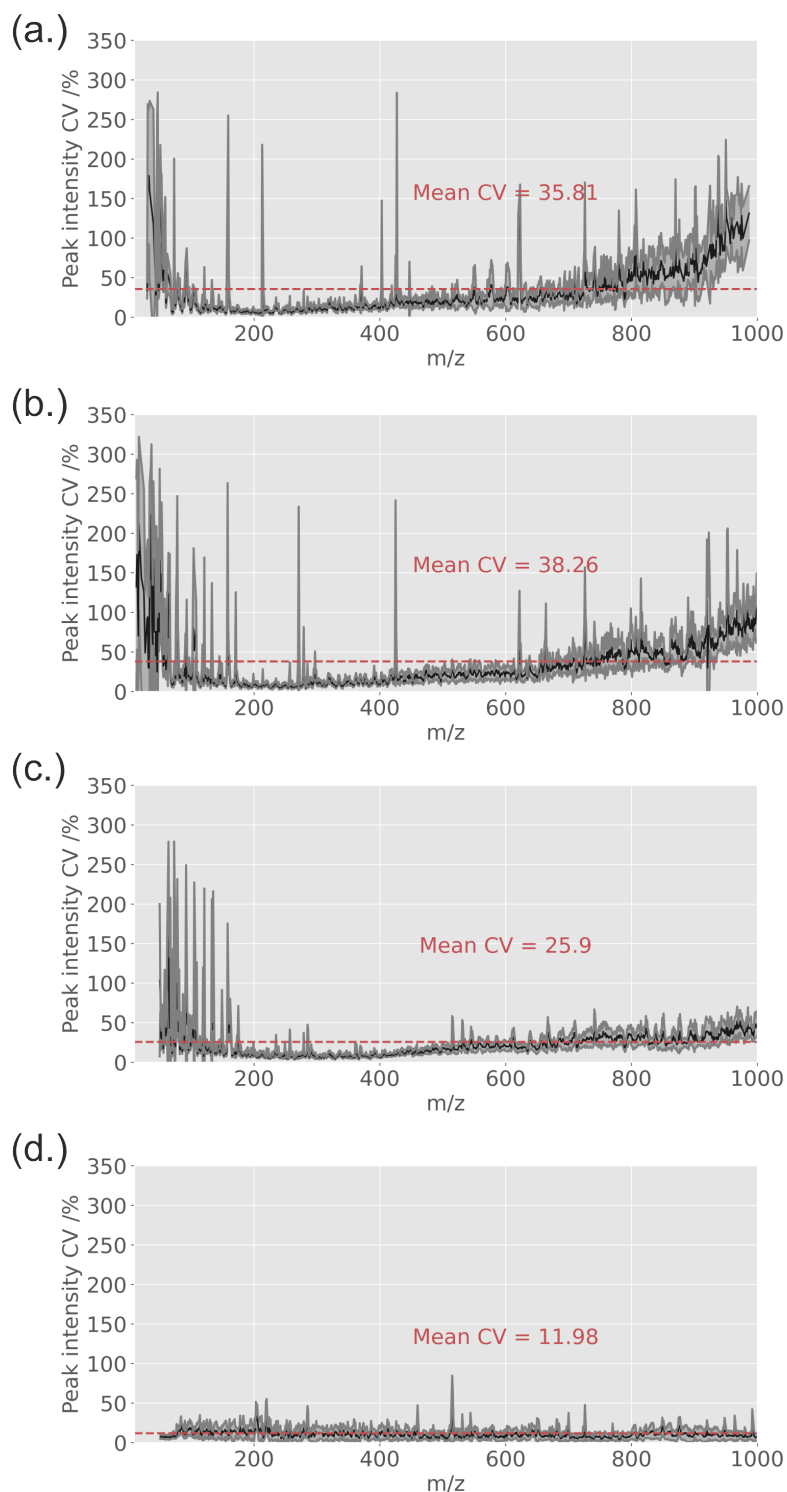 (a.)
350
300
250
200
150
100
50
0
Peak intensity CV /%
Mean CV = 35.81
200 400 600 800 1000
m/z
(b.)
350
300
250
200
150
100
50
0
Peak intensity CV /%
Mean CV = 38.26
200 400 600 800 1000
m/z
(c.)
350
300
250
200
150
100
50
0
Peak intensity CV /%
Mean CV = 25.9
200 400 600 800 1000
m/z
(d.)
350
300
250
200
150
100
50
0
Peak intensity CV /%
Mean CV = 11.98
200 400 600 800 1000
m/z